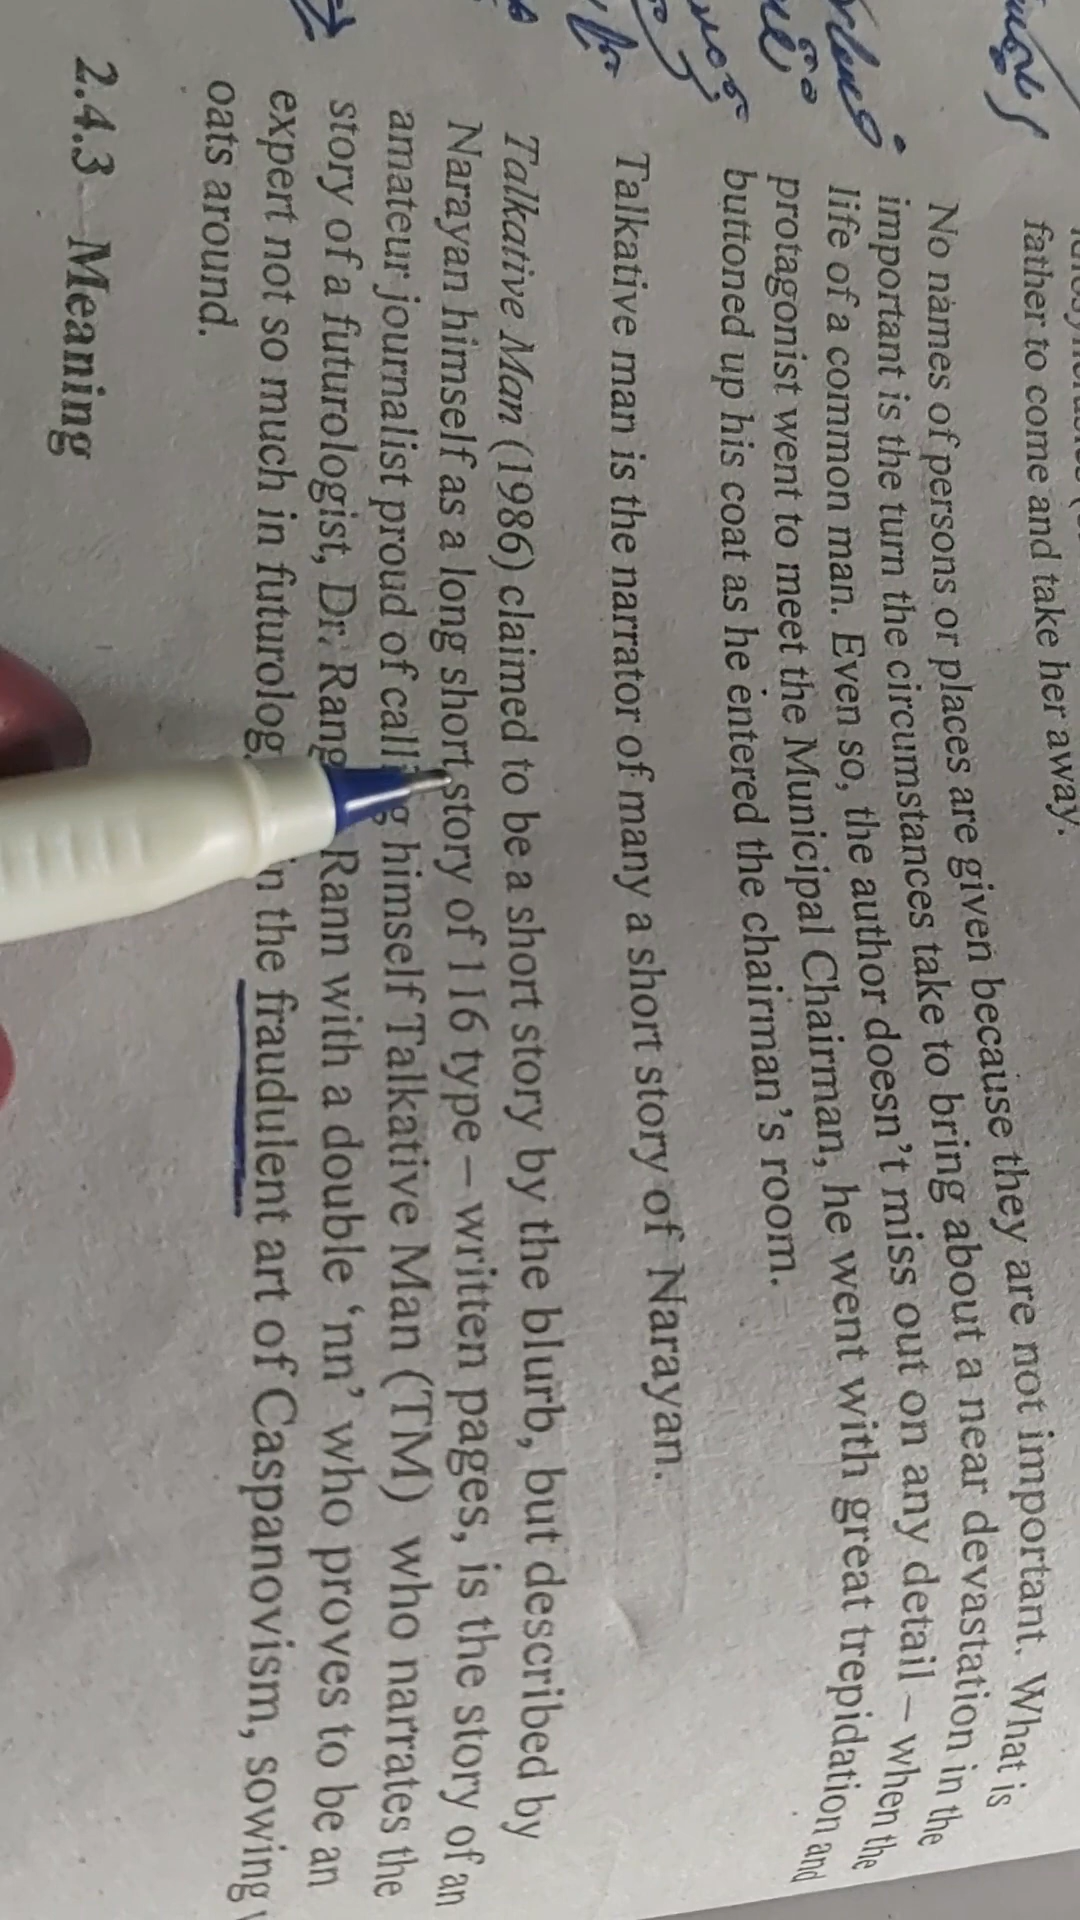 father to come and take her away.
No names of persons or places are given because they are not important. What is
important is the turn the circumstances take to bring about a near devastation in the
life of a common man. Even so, the author doesn't miss out on any detail – when the
protagonist went to meet the Municipal Chairman, he went with great trepidation and
buttoned up his coat as he entered the chairman's room.
Talkative man is the narrator of many a short story of Narayan.
Talkative Man (1986) claimed to be a short story by the blurb, but described by
Narayan himself as a long short story of 116 type – written pages, is the story of an
amateur journalist proud of calling himself Talkative Man (TM) who narrates the
story of a futurologist, Dr. Rann with a double 'nn' who proves to be an
expert not so much in the fraudulent art of Caspanovism, sowing
oats around.
2.4.3 Meaning